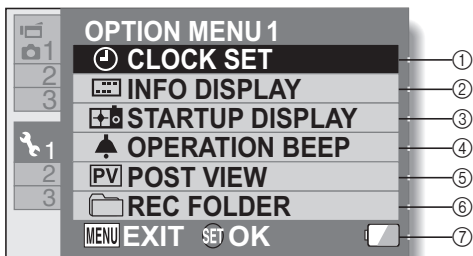 OPTION MENU 1
CLOCK SET ①
INFO DISPLAY ②
STARTUP DISPLAY ③
OPERATION BEEP ④
PV POST VIEW ⑤
REC FOLDER ⑥
MENU EXIT SET OK ⑦
1
2
3
1
2
3